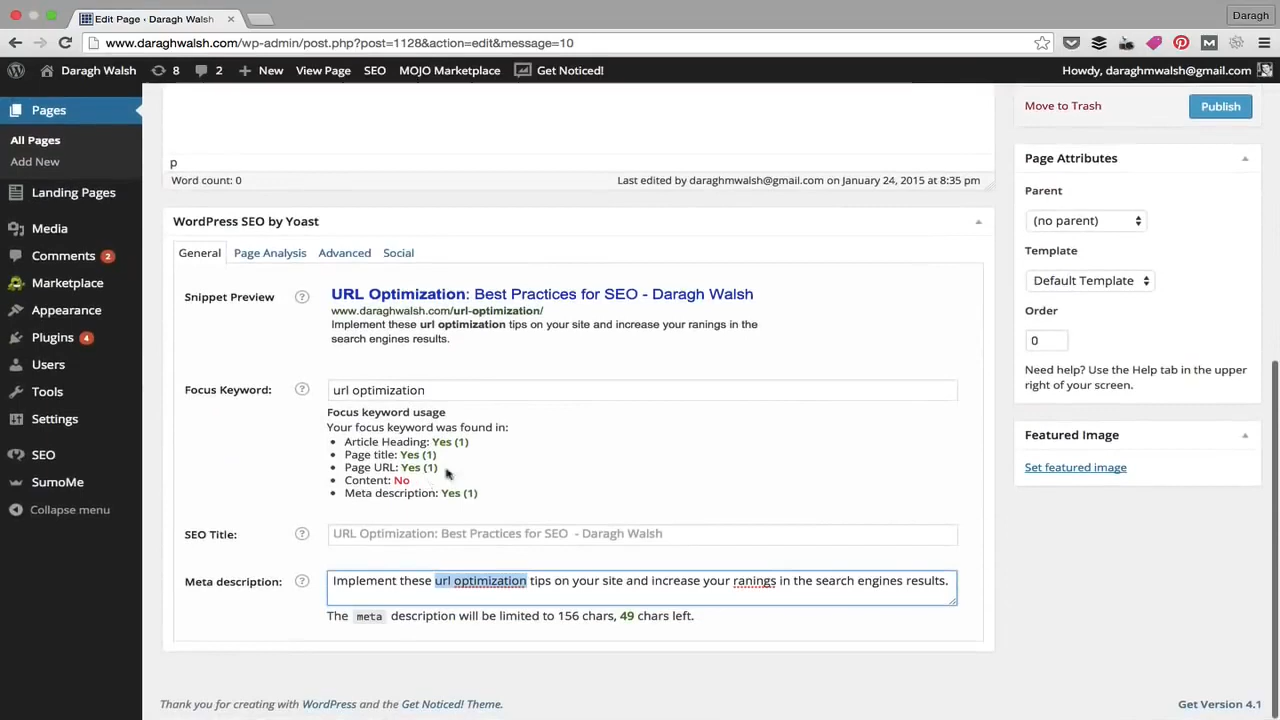 Edit Page ‹ Daragh Walsh
Daragh
www.daraghwalsh.com/wp-admin/post.php?post=1128&action=edit&message=10
Daragh Walsh 8 2 New View Page SEO MOJO Marketplace Get Noticed! Howdy, daraghmwalsh@gmail.com
Pages
All Pages
Add New
Landing Pages
Media
Comments 2
Marketplace
Appearance
Plugins 4
Users
Tools
Settings
SEO
SumoMe
Collapse menu
p
Word count: 0 Last edited by daraghmwalsh@gmail.com on January 24, 2015 at 8:35 pm
WordPress SEO by Yoast
General Page Analysis Advanced Social
Snippet Preview ? URL Optimization: Best Practices for SEO - Daragh Walsh
www.daraghwalsh.com/url-optimization/
Implement these url optimization tips on your site and increase your ranings in the
search engines results.
Focus Keyword: ? url optimization
Focus keyword usage
Your focus keyword was found in:
• Article Heading: Yes (1)
• Page title: Yes (1)
• Page URL: Yes (1)
• Content: No
• Meta description: Yes (1)
SEO Title: ? URL Optimization: Best Practices for SEO - Daragh Walsh
Meta description: ? Implement these url optimization tips on your site and increase your ranings in the search engines results.
The meta description will be limited to 156 chars, 49 chars left.
Move to Trash Publish
Page Attributes
Parent
(no parent)
Template
Default Template
Order
0
Need help? Use the Help tab in the upper
right of your screen.
Featured Image
Set featured image
Thank you for creating with WordPress and the Get Noticed! Theme. Get Version 4.1